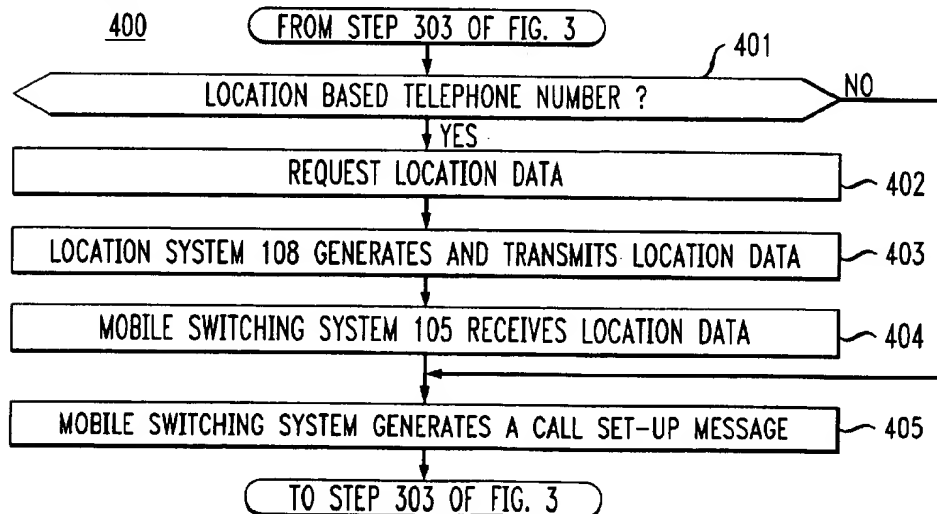 400
FROM STEP 303 OF FIG. 3
401
LOCATION BASED TELEPHONE NUMBER ?
NO
YES
REQUEST LOCATION DATA
402
LOCATION SYSTEM 108 GENERATES AND TRANSMITS LOCATION DATA
403
MOBILE SWITCHING SYSTEM 105 RECEIVES LOCATION DATA
404
MOBILE SWITCHING SYSTEM GENERATES A CALL SET-UP MESSAGE
405
TO STEP 303 OF FIG. 3